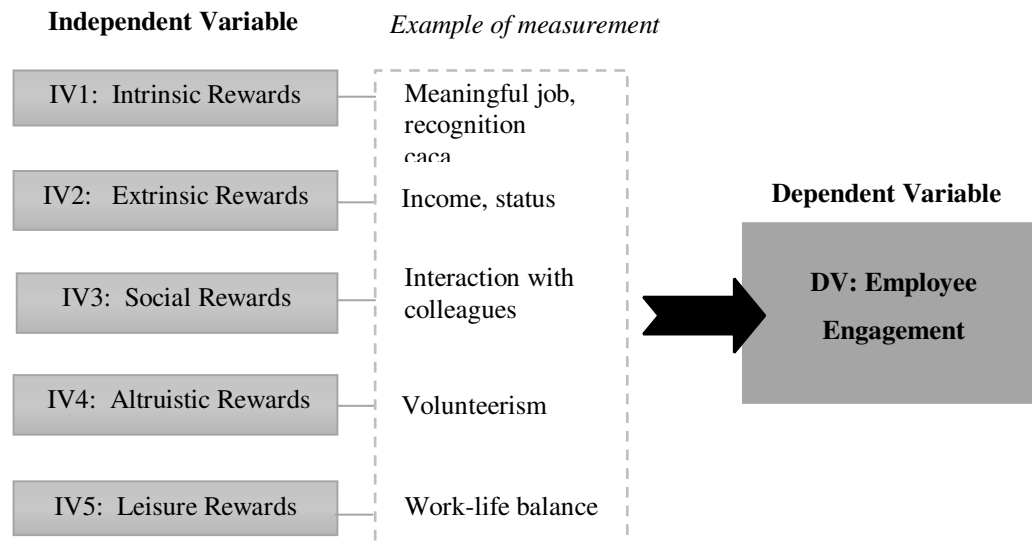 Independent Variable
Example of measurement
IV1: Intrinsic Rewards
Meaningful job,
recognition
caca
IV2: Extrinsic Rewards
Income, status
IV3: Social Rewards
Interaction with
colleagues
IV4: Altruistic Rewards
Volunteerism
IV5: Leisure Rewards
Work-life balance
Dependent Variable
DV: Employee
Engagement